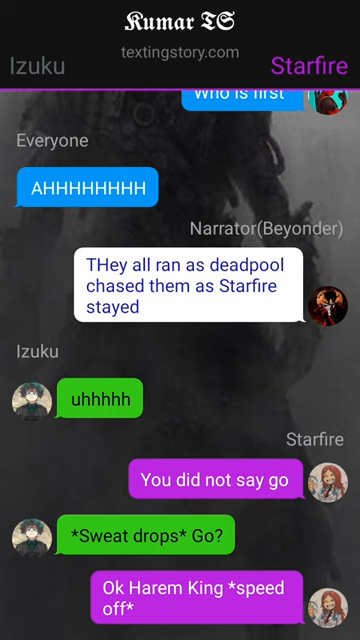 Kumar TS
textingstory.com
Izuku
Starfire
Who is first
Everyone
AHHHHHHHH
Narrator(Beyonder)
THey all ran as deadpool
chased them as Starfire
stayed
Izuku
uhhhhh
Starfire
You did not say go
*Sweat drops* Go?
Ok Harem King *speed
off*